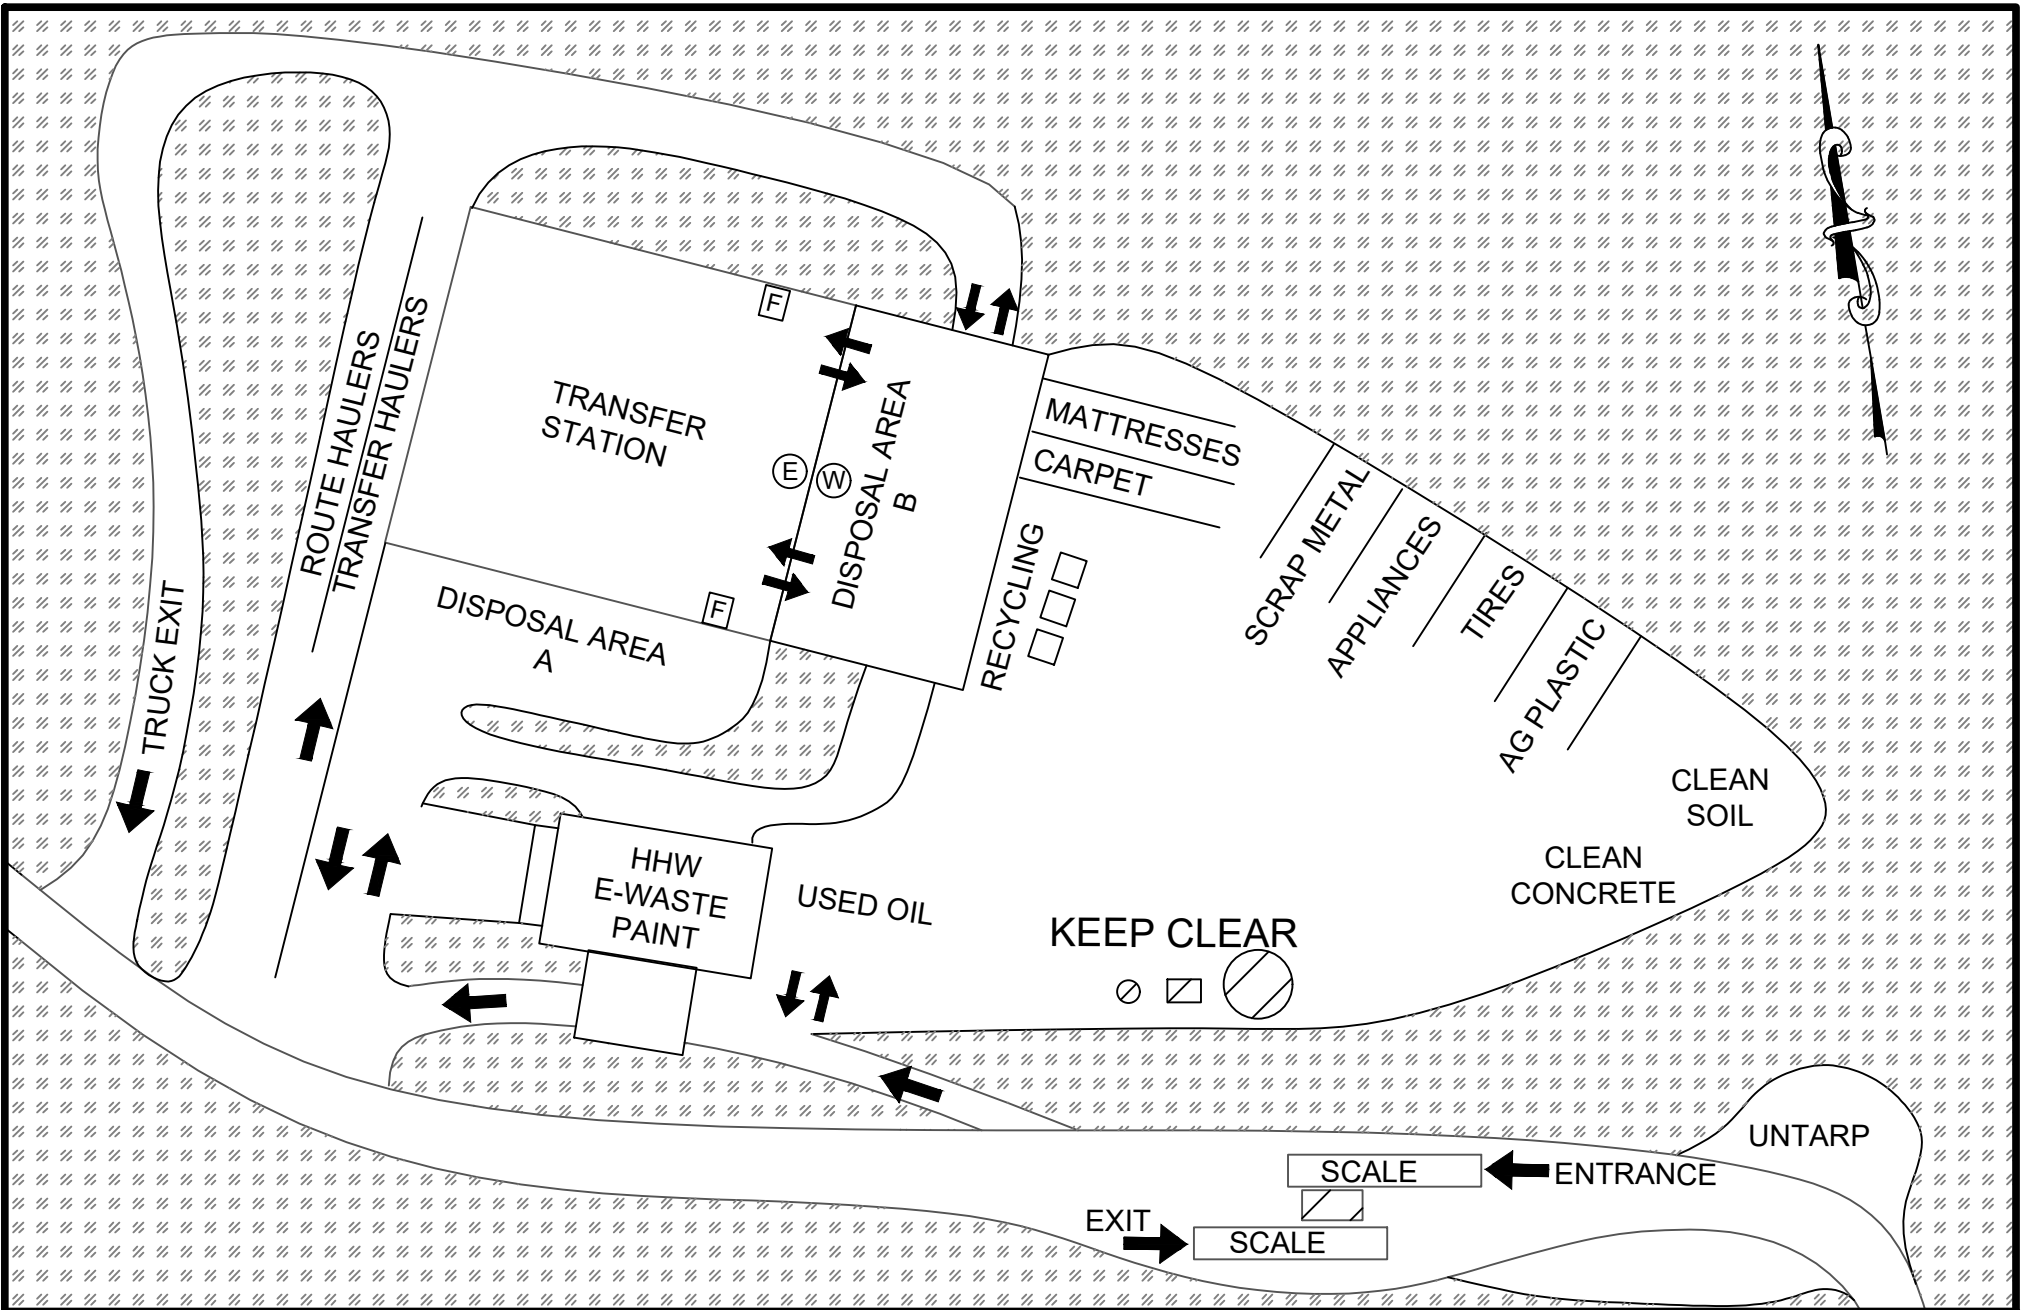 F
TRANSFER
STATION
ROUTE HAULERS
TRANSFER HAULERS
E
W
DISPOSAL AREA
B
MATTRESSES
CARPET
RECYCLING
SCRAP METAL
APPLIANCES
TIRES
AG PLASTIC
F
DISPOSAL AREA
A
TRUCK EXIT
CLEAN
SOIL
CLEAN
CONCRETE
HHW
E-WASTE
PAINT
USED OIL
KEEP CLEAR
UNTARP
SCALE
ENTRANCE
EXIT
SCALE